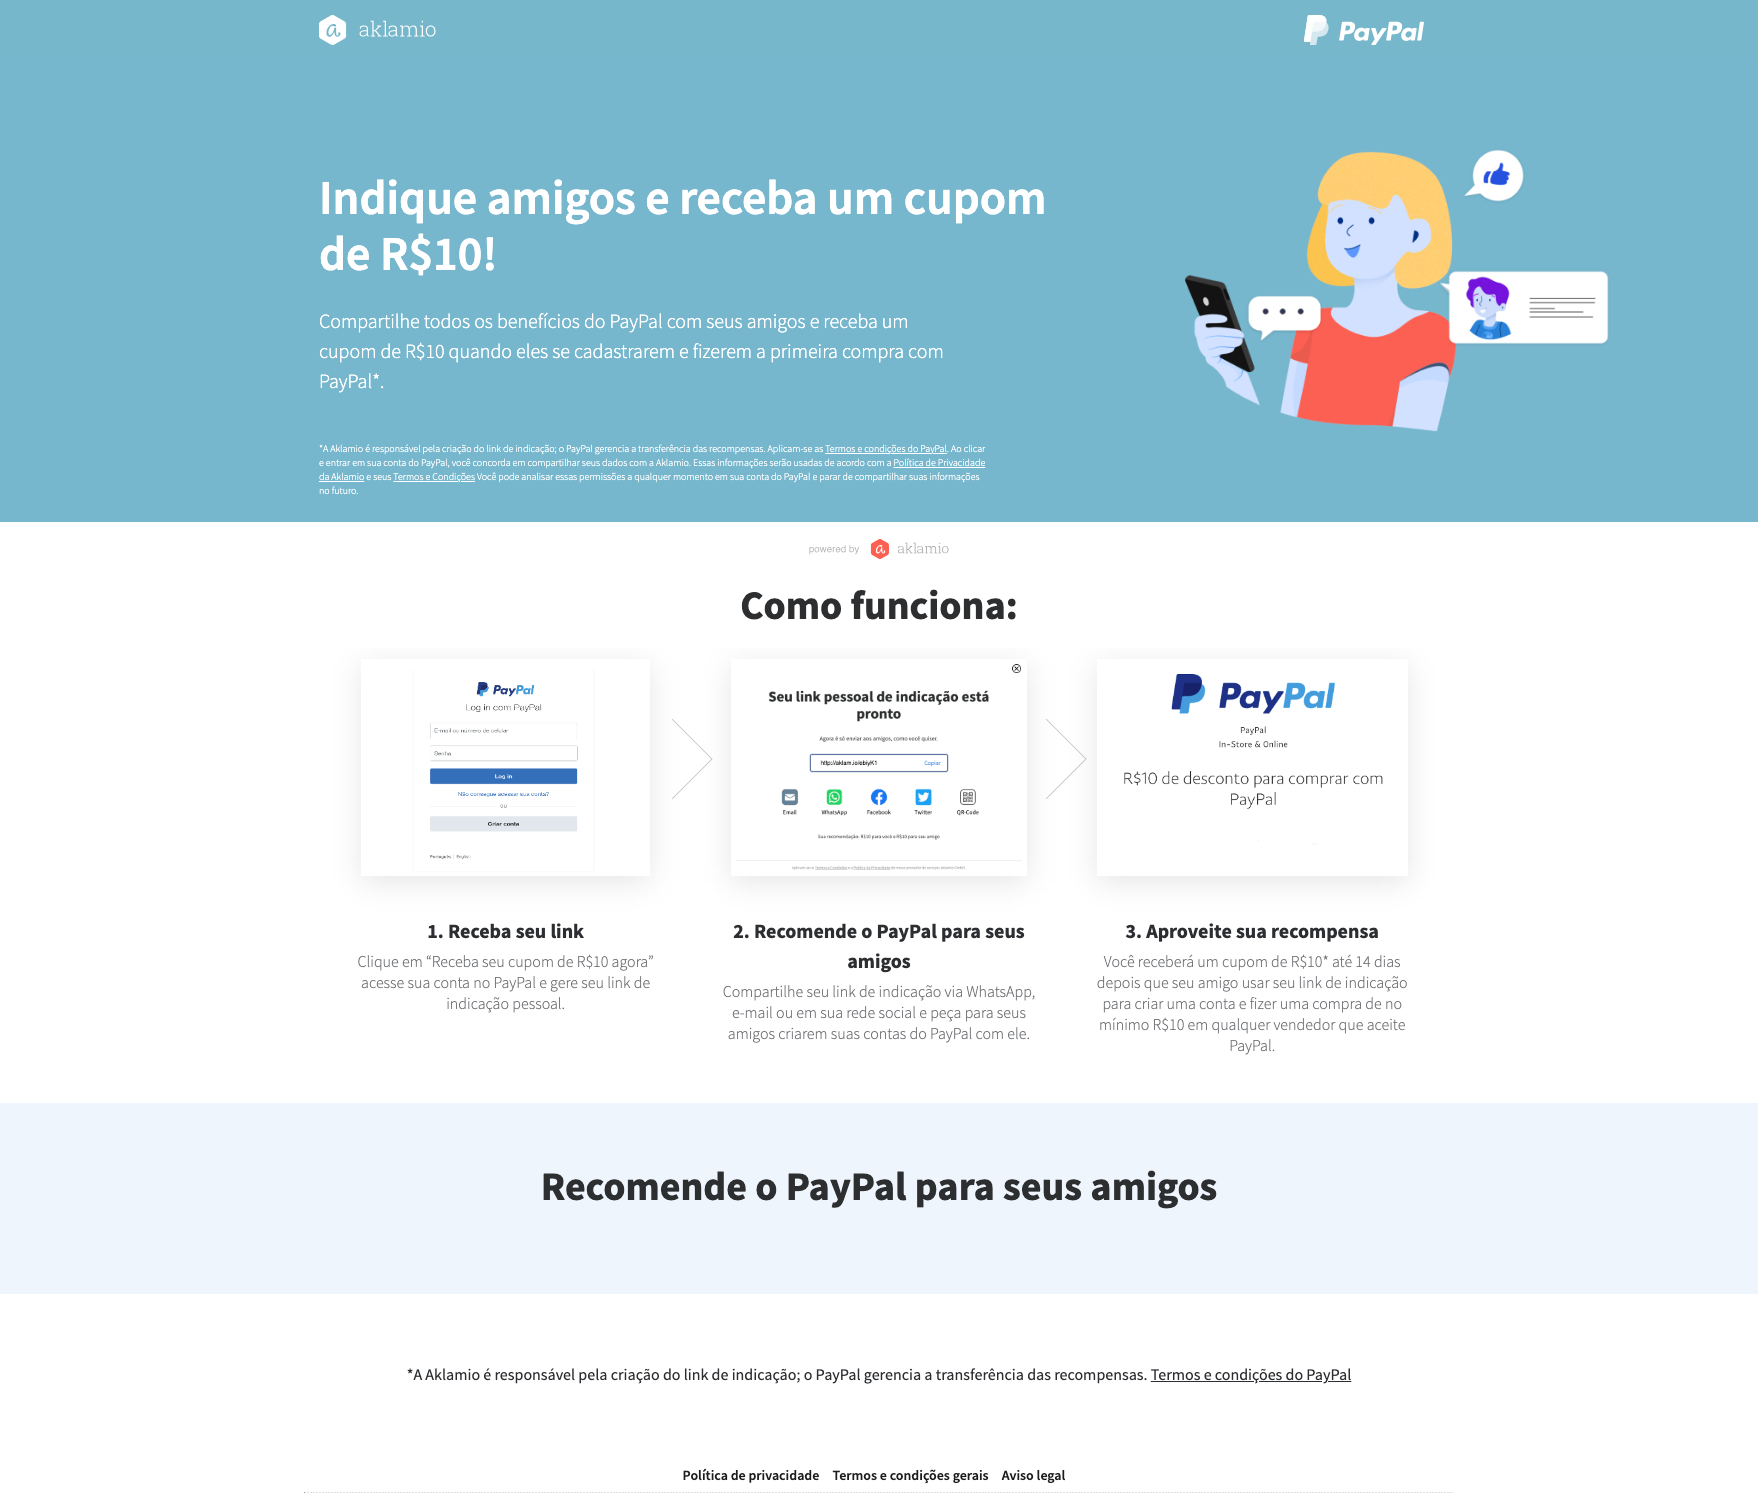 aklamio
PayPal
Indique amigos e receba um cupom
de R$10!
Compartilhe todos os benefícios do PayPal com seus amigos e receba um
cupom de R$10 quando eles se cadastrarem e fizerem a primeira compra com
PayPal*.
*A Aklamio é responsável pela criação do link de indicação; o PayPal gerencia a transferência das recompensas. Aplicam-se as Termos e condições do PayPal. Ao clicar
e entrar em sua conta do PayPal, você concorda em compartilhar seus dados com a Aklamio. Essas informações serão usadas de acordo com a Política de Privacidade
da Aklamio e seus Termos e Condições Você pode analisar essas permissões a qualquer momento em sua conta do PayPal e parar de compartilhar suas informações
no futuro.
powered by aklamio
Como funciona:
PayPal
Log in com PayPal
E-mail ou número de celular
Senha
Log in
Não consegue acessar sua conta?
ou
Criar conta
Português English
Seu link pessoal de indicação está
pronto
Agora é só enviar aos amigos, como você quiser.
Copiar
Email WhatsApp Facebook Twitter QR-Code
Sua recomendação: R$10 para você e R$10 para seu amigo
PayPal
PayPal
In-Store & Online
R$10 de desconto para comprar com
PayPal
1. Receba seu link
Clique em “Receba seu cupom de R$10 agora”
acesse sua conta no PayPal e gere seu link de
indicação pessoal.
2. Recomende o PayPal para seus
amigos
Compartilhe seu link de indicação via WhatsApp,
e-mail ou em sua rede social e peça para seus
amigos criarem suas contas do PayPal com ele.
3. Aproveite sua recompensa
Você receberá um cupom de R$10* até 14 dias
depois que seu amigo usar seu link de indicação
para criar uma conta e fizer uma compra de no
mínimo R$10 em qualquer vendedor que aceite
PayPal.
Recomende o PayPal para seus amigos
*A Aklamio é responsável pela criação do link de indicação; o PayPal gerencia a transferência das recompensas. Termos e condições do PayPal
Política de privacidade Termos e condições gerais Aviso legal